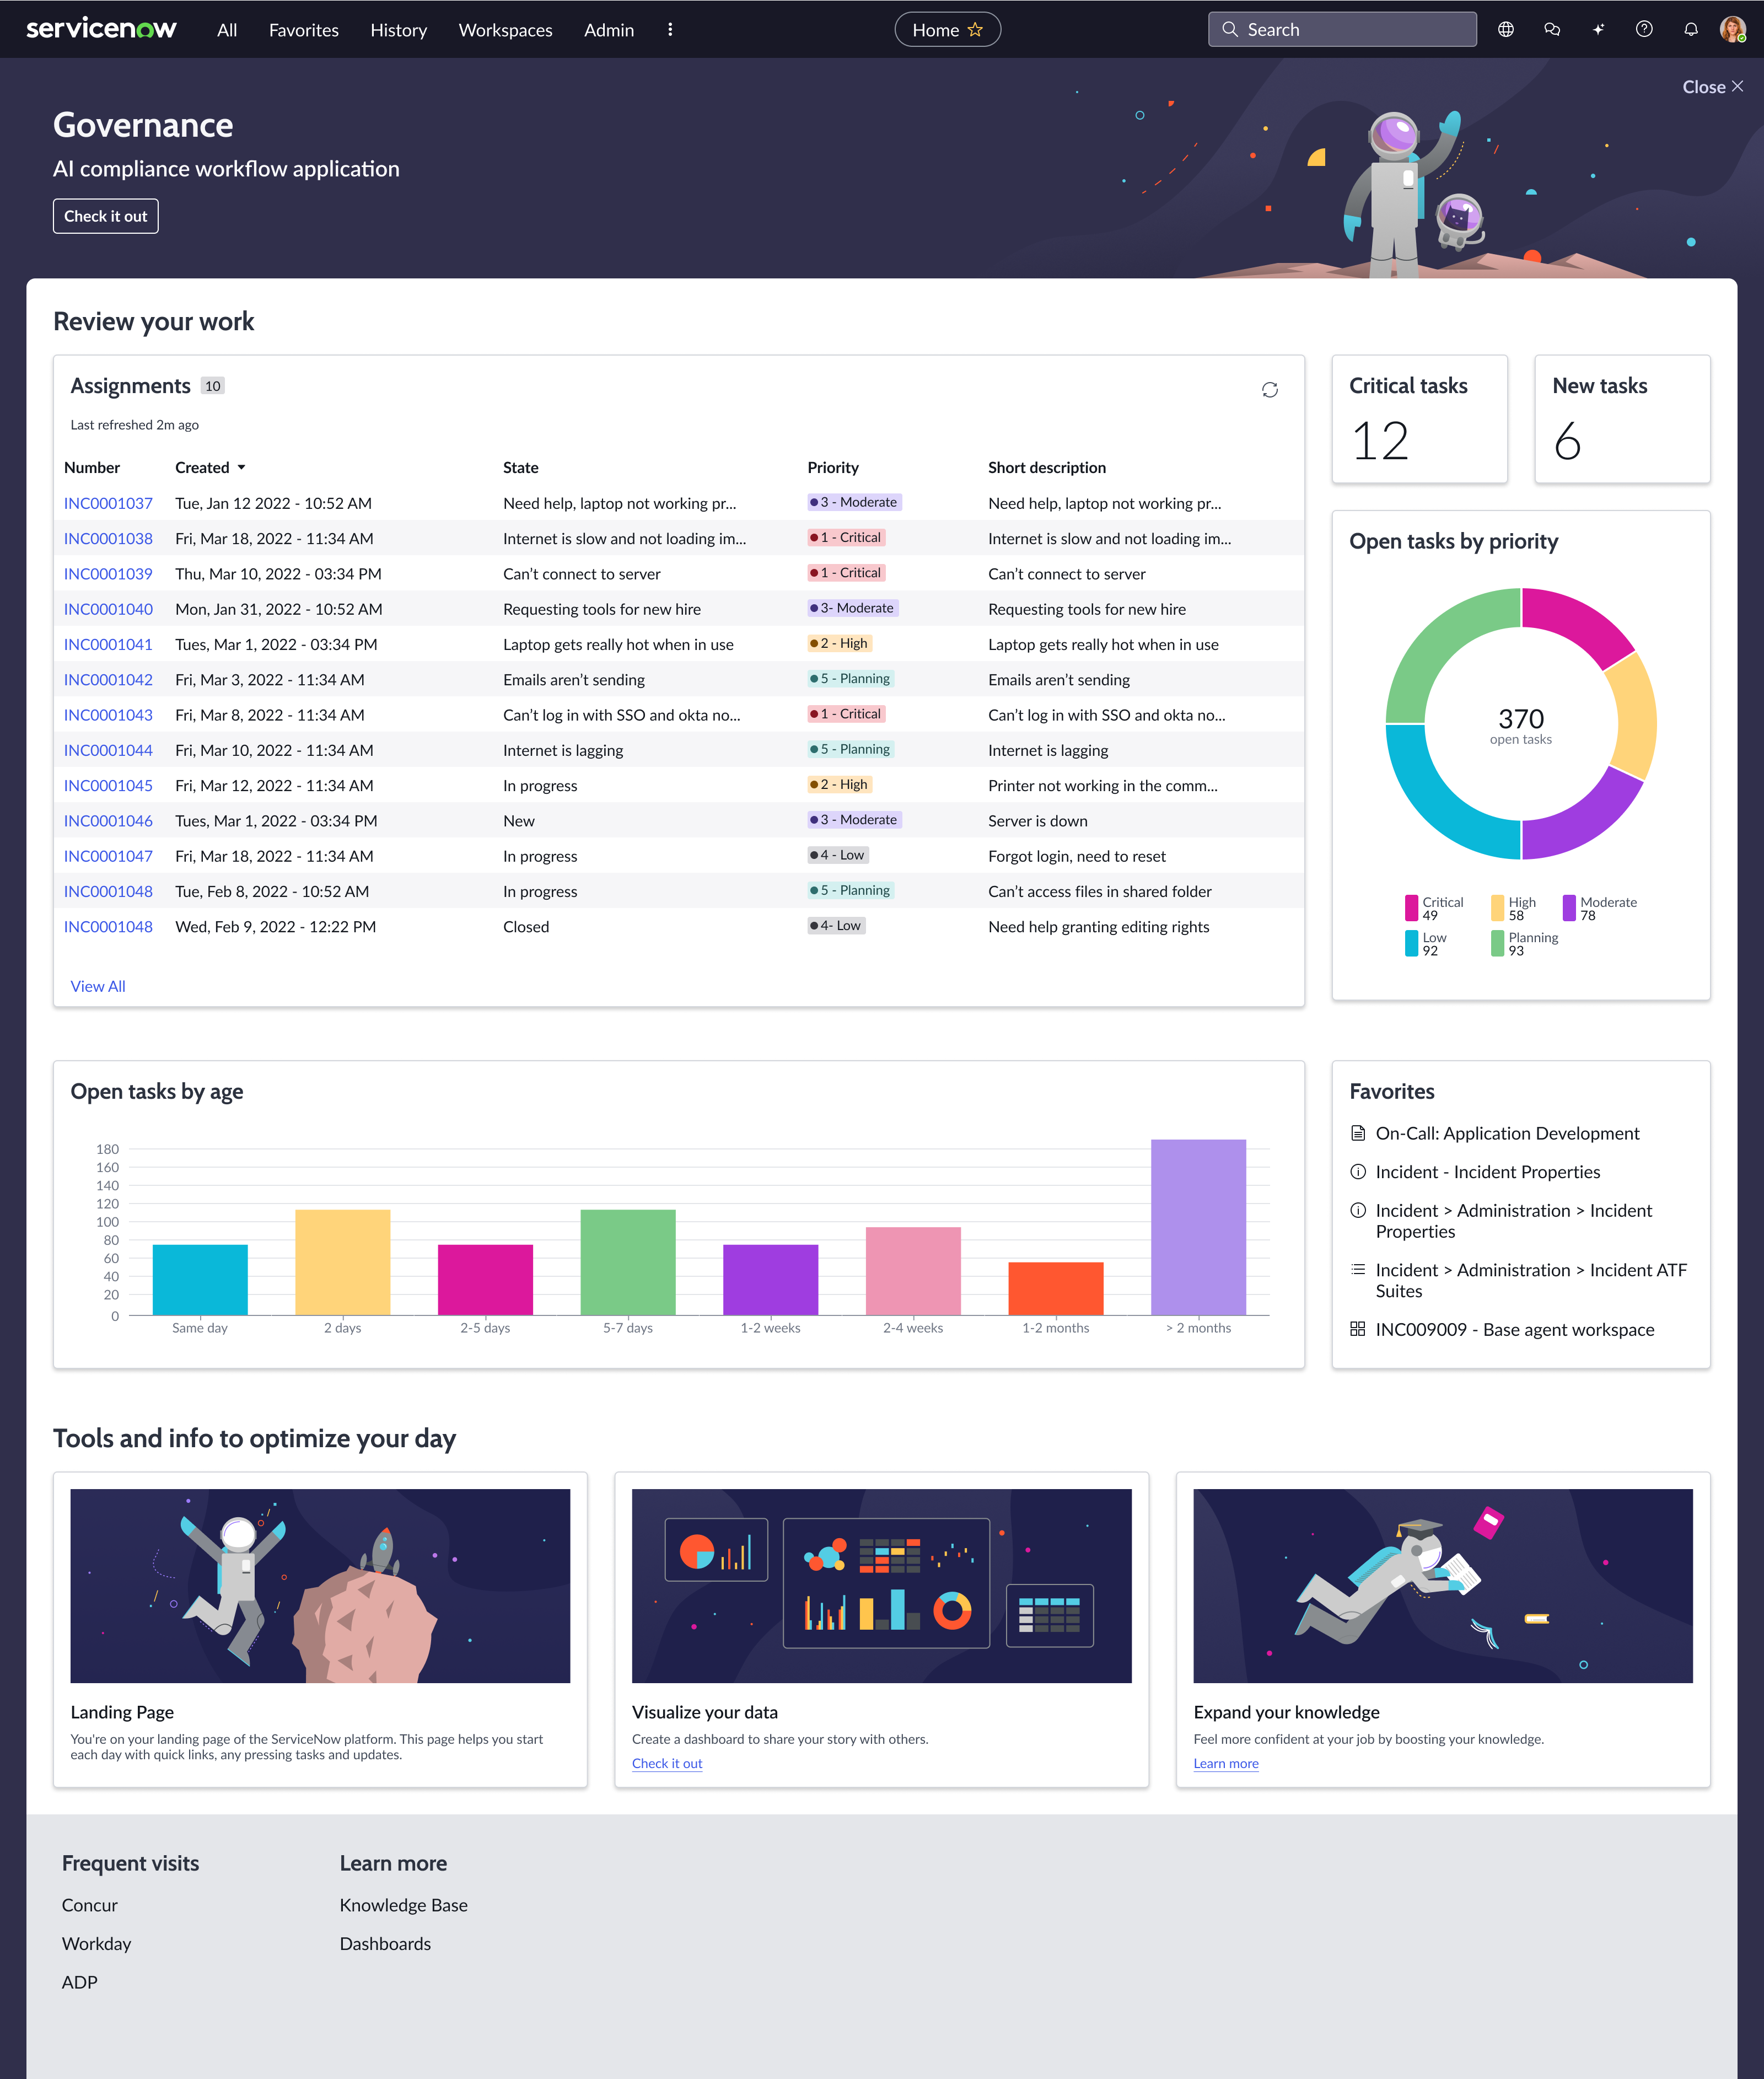 servicenow All Favorites History Workspaces Admin Home Search
Close
Governance
AI compliance workflow application
Check it out
Review your work
Assignments 10
Last refreshed 2m ago
Number Created State Priority Short description
INC0001037 Tue, Jan 12 2022 - 10:52 AM Need help, laptop not working pr... 3 - Moderate Need help, laptop not working pr...
INC0001038 Fri, Mar 18, 2022 - 11:34 AM Internet is slow and not loading im... 1 - Critical Internet is slow and not loading im...
INC0001039 Thu, Mar 10, 2022 - 03:34 PM Can’t connect to server 1 - Critical Can’t connect to server
INC0001040 Mon, Jan 31, 2022 - 10:52 AM Requesting tools for new hire 3- Moderate Requesting tools for new hire
INC0001041 Tues, Mar 1, 2022 - 03:34 PM Laptop gets really hot when in use 2 - High Laptop gets really hot when in use
INC0001042 Fri, Mar 3, 2022 - 11:34 AM Emails aren’t sending 5 - Planning Emails aren’t sending
INC0001043 Fri, Mar 8, 2022 - 11:34 AM Can’t log in with SSO and okta no... 1 - Critical Can’t log in with SSO and okta no...
INC0001044 Fri, Mar 10, 2022 - 11:34 AM Internet is lagging 5 - Planning Internet is lagging
INC0001045 Fri, Mar 12, 2022 - 11:34 AM In progress 2 - High Printer not working in the comm...
INC0001046 Tues, Mar 1, 2022 - 03:34 PM New 3 - Moderate Server is down
INC0001047 Fri, Mar 18, 2022 - 11:34 AM In progress 4 - Low Forgot login, need to reset
INC0001048 Tue, Feb 8, 2022 - 10:52 AM In progress 5 - Planning Can’t access files in shared folder
INC0001048 Wed, Feb 9, 2022 - 12:22 PM Closed 4- Low Need help granting editing rights
View All
Critical tasks
12
New tasks
6
Open tasks by priority
370
open tasks
Critical
49
High
58
Moderate
78
Low
92
Planning
93
Open tasks by age
180
160
140
120
100
80
60
40
20
0
Same day 2 days 2-5 days 5-7 days 1-2 weeks 2-4 weeks 1-2 months > 2 months
Favorites
On-Call: Application Development
Incident - Incident Properties
Incident > Administration > Incident
Properties
Incident > Administration > Incident ATF
Suites
INC009009 - Base agent workspace
Tools and info to optimize your day
Landing Page
You're on your landing page of the ServiceNow platform. This page helps you start
each day with quick links, any pressing tasks and updates.
Visualize your data
Create a dashboard to share your story with others.
Check it out
Expand your knowledge
Feel more confident at your job by boosting your knowledge.
Learn more
Frequent visits
Concur
Workday
ADP
Learn more
Knowledge Base
Dashboards